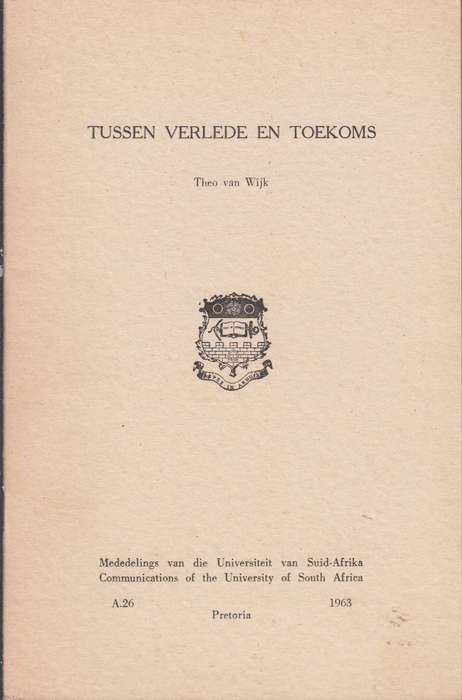 TUSSEN VERLEDE EN TOEKOMS
Theo van Wijk
Mededelings van die Universiteit van Suid-Afrika
Communications of the University of South Africa
A.26 1963
Pretoria